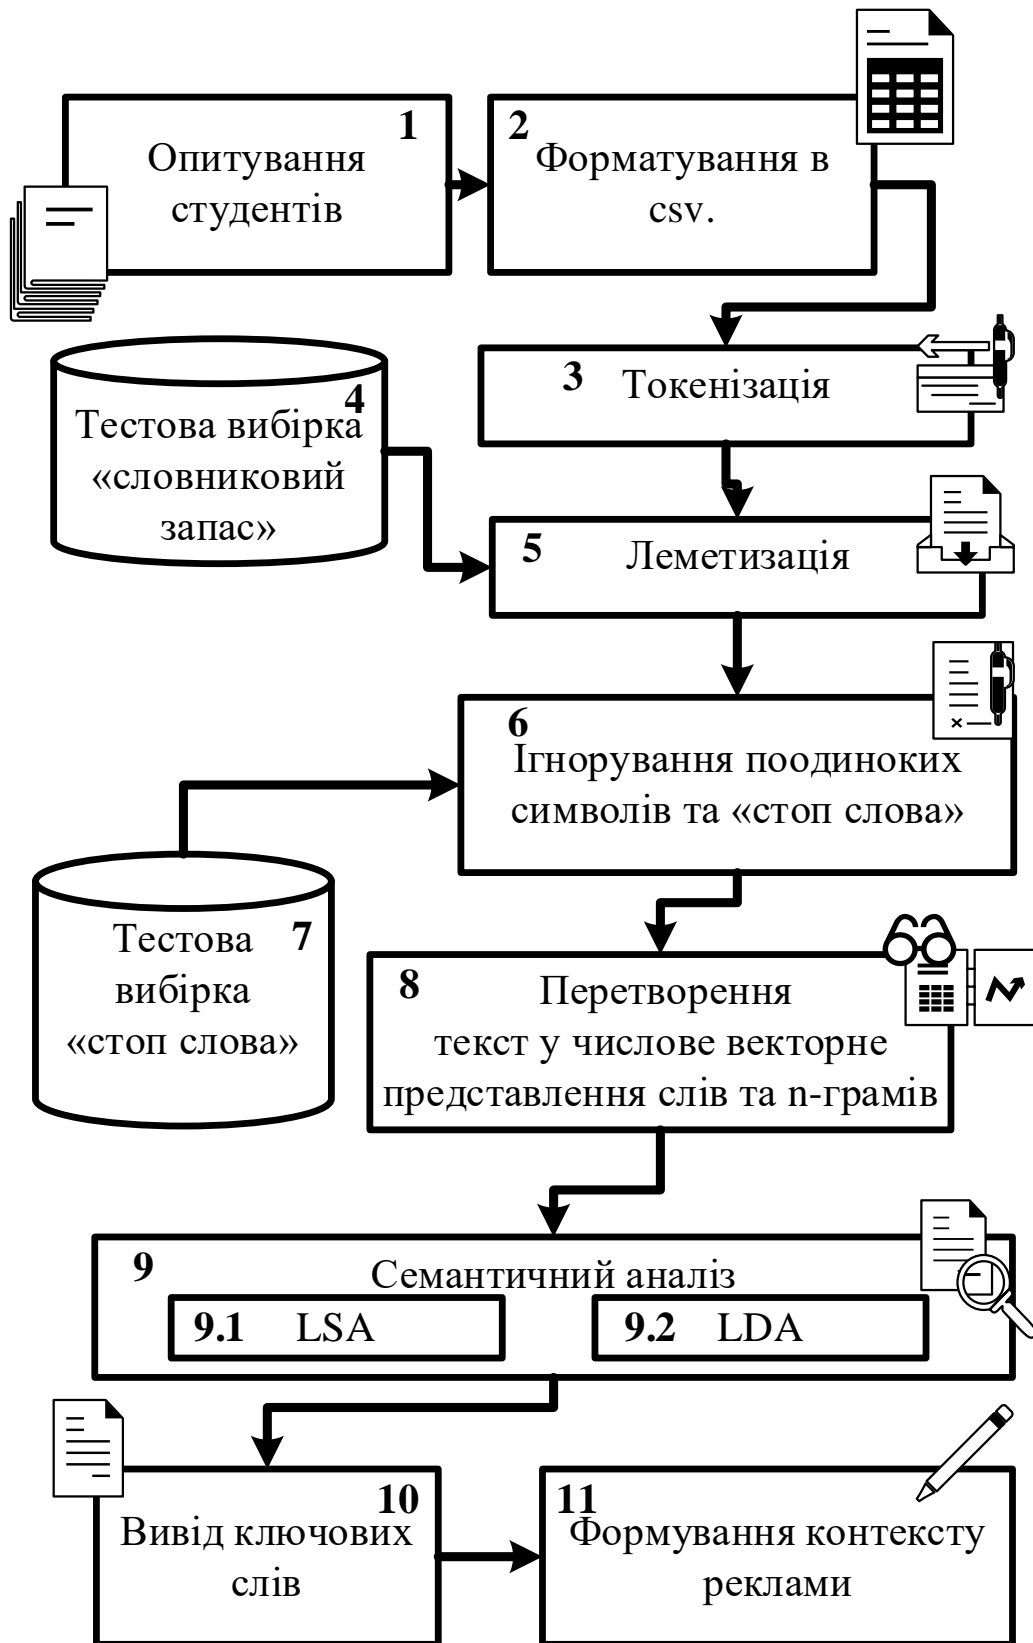 1
Опитування
студентів
2
Форматування в
csv.
3 Токенізація
4
Тестова вибірка
«словниковий
запас»
5 Леметизація
6
Ігнорування поодиноких
символів та «стоп слова»
7
Тестова
вибірка
«стоп слова»
8 Перетворення
текст у числове векторне
представлення слів та n-грамів
9 Семантичний аналіз
9.1 LSA
9.2 LDA
10
Вивід ключових
слів
11
Формування контексту
реклами